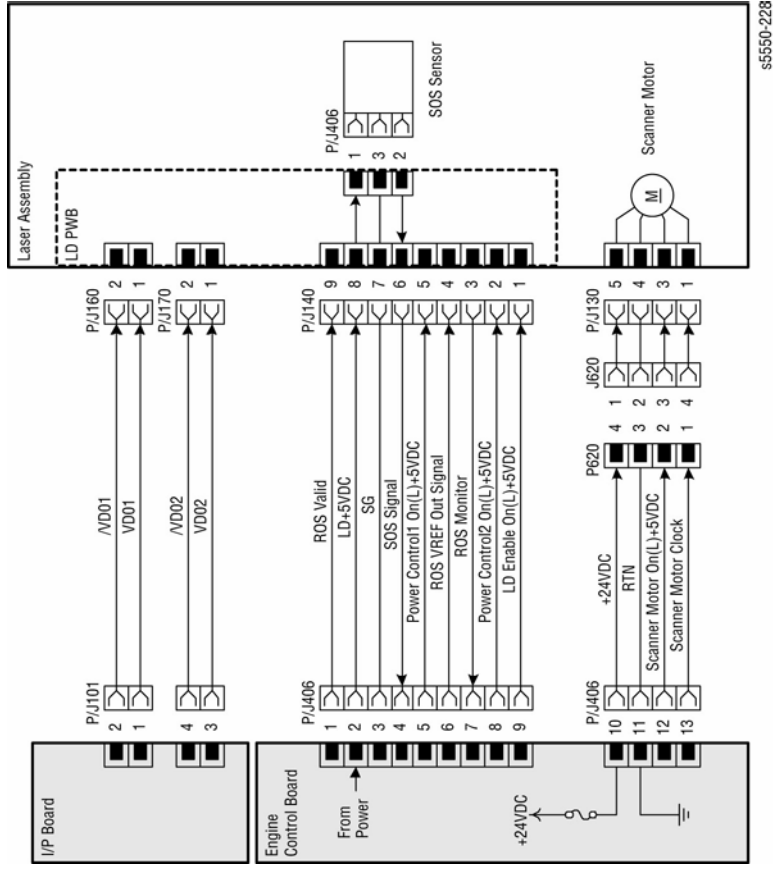 s5550-228
Laser Assembly
LD PWB
P/J406
1
3
2
SOS Sensor
Scanner Motor
M
2
1
2
1
9
8
7
6
5
4
3
2
1
5
4
3
1
P/J160
P/J170
P/J140
P/J130
J620
1
2
3
4
P620
4
3
2
1
/VD01
VD01
/VD02
VD02
ROS Valid
LD+5VDC
SG
SOS Signal
Power Control1 On(L)+5VDC
ROS VREF Out Signal
ROS Monitor
Power Control2 On(L)+5VDC
LD Enable On(L)+5VDC
+24VDC
RTN
Scanner Motor On(L)+5VDC
Scanner Motor Clock
P/J101
P/J406
P/J406
2
1
4
3
1
2
3
4
5
6
7
8
9
10
11
12
13
I/P Board
Engine
Control Board
From
Power
+24VDC